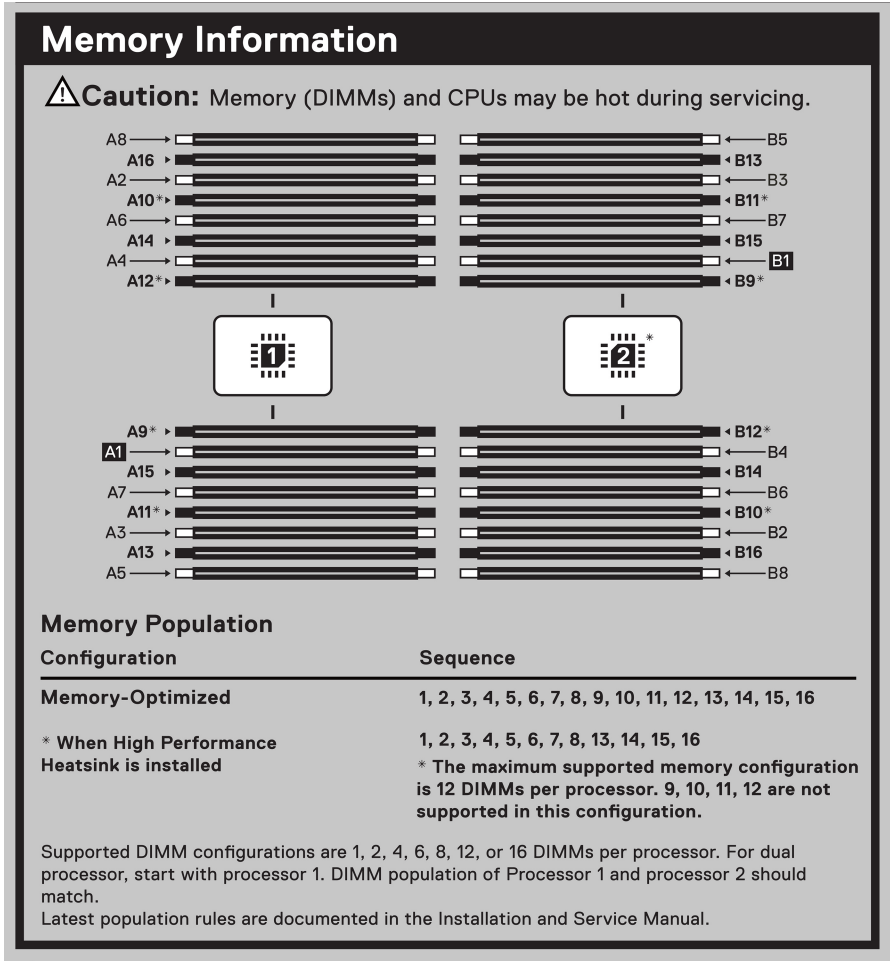 Memory Information
Caution: Memory (DIMMs) and CPUs may be hot during servicing.
A8 B5
A16 B13
A2 B3
A10* B11*
A6 B7
A14 B15
A4 B1
A12* B9*
1 2 *
A9* B12*
A1 B4
A15 B14
A7 B6
A11* B10*
A3 B2
A13 B16
A5 B8
Memory Population
Configuration Sequence
Memory-Optimized 1, 2, 3, 4, 5, 6, 7, 8, 9, 10, 11, 12, 13, 14, 15, 16
* When High Performance 1, 2, 3, 4, 5, 6, 7, 8, 13, 14, 15, 16
Heatsink is installed * The maximum supported memory configuration
is 12 DIMMs per processor. 9, 10, 11, 12 are not
supported in this configuration.
Supported DIMM configurations are 1, 2, 4, 6, 8, 12, or 16 DIMMs per processor. For dual
processor, start with processor 1. DIMM population of Processor 1 and processor 2 should
match.
Latest population rules are documented in the Installation and Service Manual.